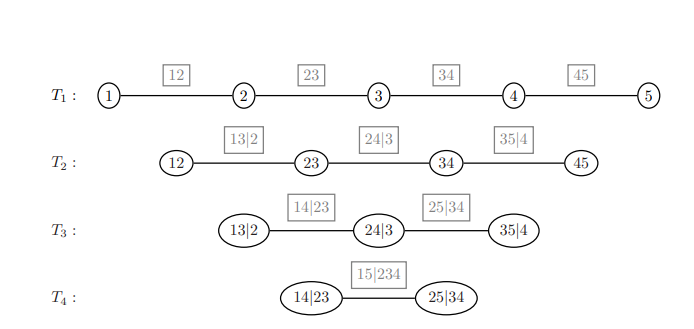 12 23 34 45
T₁ : 1 2 3 4 5
13|2 24|3 35|4
T₂ : 12 23 34 45
14|23 25|34
T₃ : 13|2 24|3 35|4
15|234
T₄ : 14|23 25|34